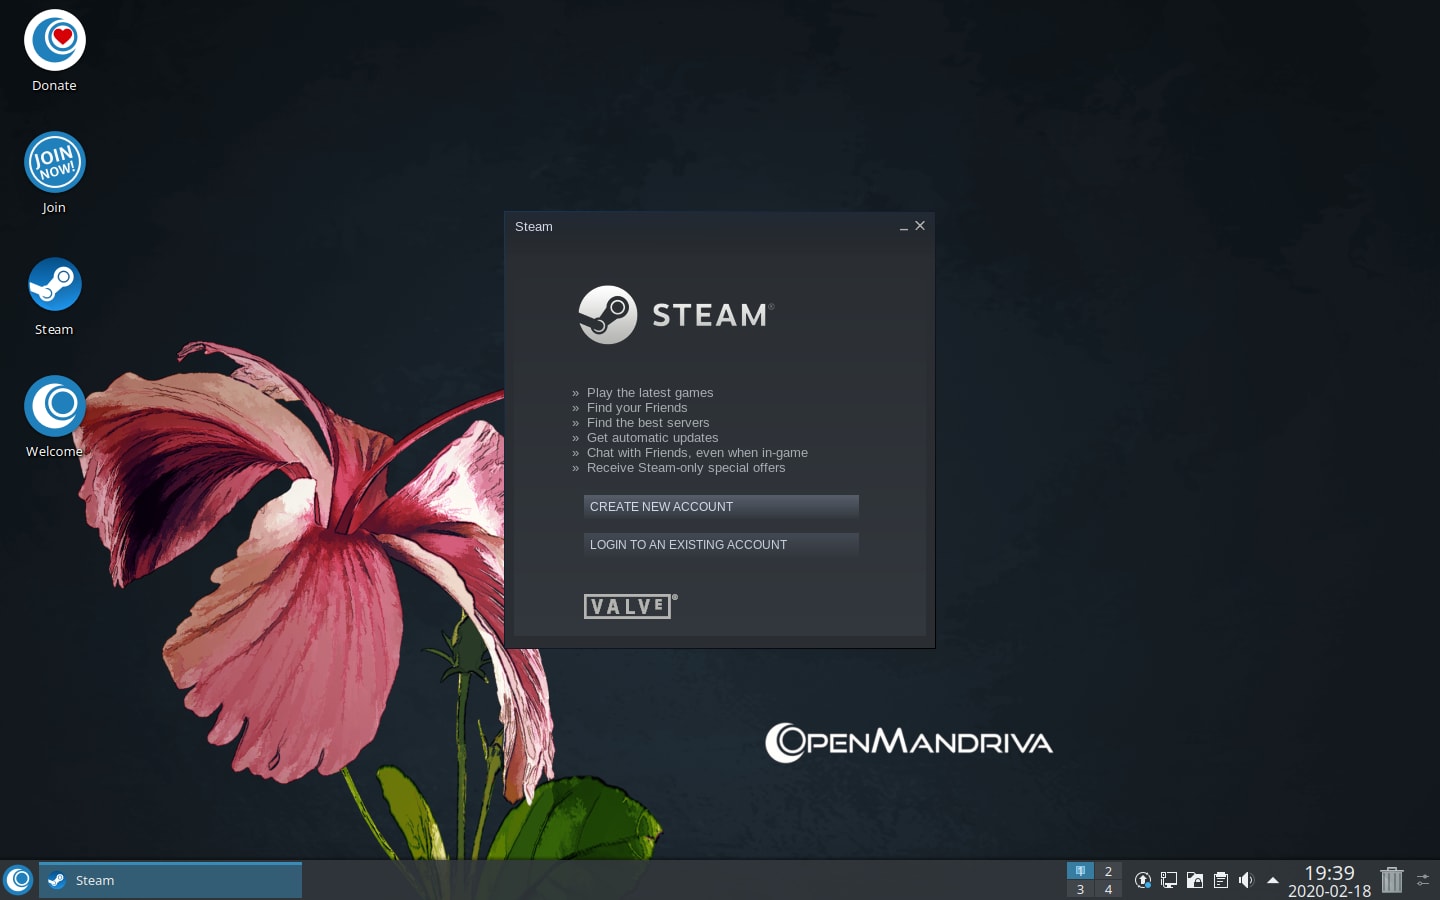 Donate
JOIN
NOW!
Join
Steam
Welcome
Steam
STEAM®
» Play the latest games
» Find your Friends
» Find the best servers
» Get automatic updates
» Chat with Friends, even when in-game
» Receive Steam-only special offers
CREATE NEW ACCOUNT
LOGIN TO AN EXISTING ACCOUNT
VALVE®
OPENMANDRIVA
Steam
1 2
3 4
19:39
2020-02-18